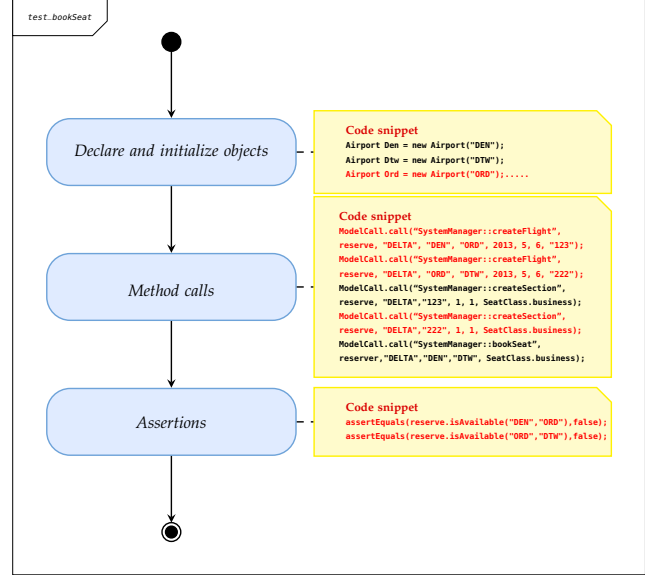 test_bookSeat
Declare and initialize objects
Code snippet
Airport Den = new Airport("DEN");
Airport Dtw = new Airport("DTW");
Airport Ord = new Airport("ORD");.....
Method calls
Code snippet
ModelCall.call(“SystemManager::createFlight”,
reserve, "DELTA", "DEN", "ORD", 2013, 5, 6, "123");
ModelCall.call(“SystemManager::createFlight”,
reserve, "DELTA", "ORD", "DTW", 2013, 5, 6, "222");
ModelCall.call(“SystemManager::createSection”,
reserve, "DELTA","123", 1, 1, SeatClass.business);
ModelCall.call(“SystemManager::createSection”,
reserve, "DELTA","222", 1, 1, SeatClass.business);
ModelCall.call(“SystemManager::bookSeat”,
reserver,"DELTA","DEN","DTW", SeatClass.business);
Assertions
Code snippet
assertEquals(reserve.isAvailable("DEN","ORD"),false);
assertEquals(reserve.isAvailable("ORD","DTW"),false);